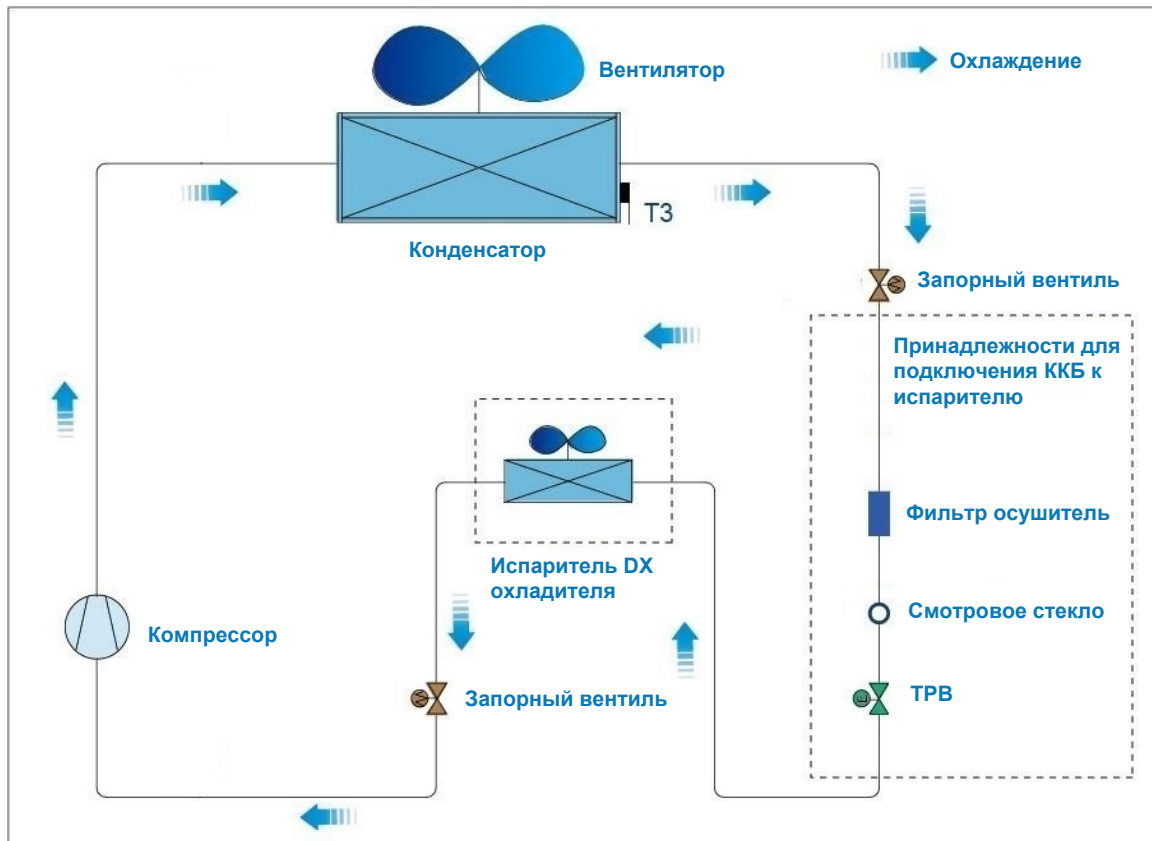 Вентилятор
Охлаждение
T3
Конденсатор
Запорный вентиль
Принадлежности для
подключения ККБ к
испарителю
Фильтр осушитель
Испаритель DX
охладителя
Смотровое стекло
Компрессор
Запорный вентиль
ТРВ
E